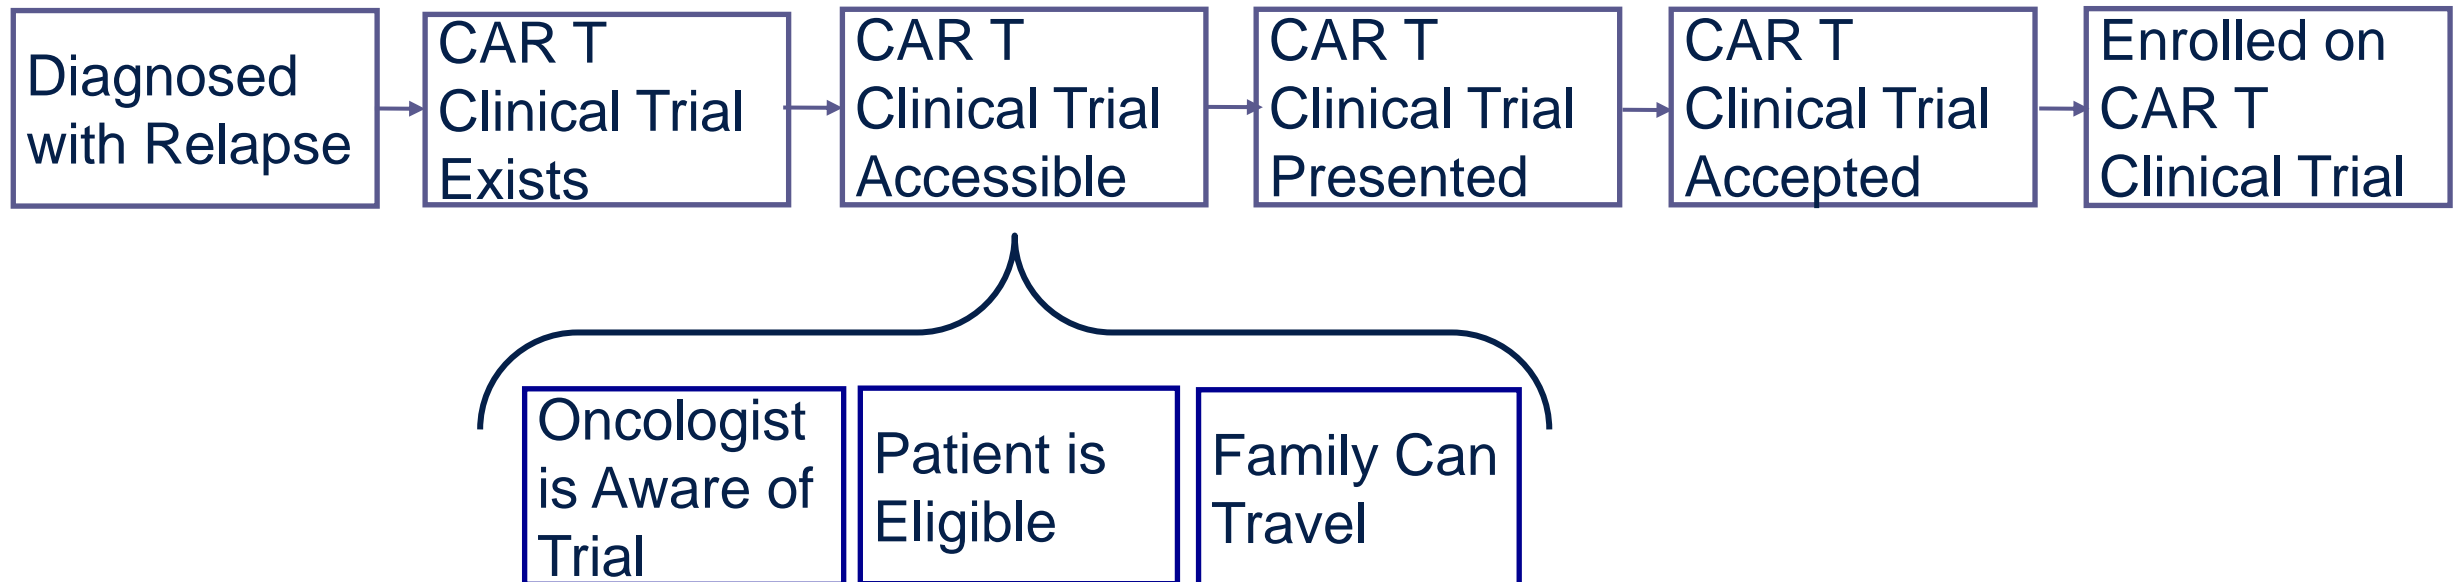 Diagnosed
with Relapse
CAR T
Clinical Trial
Exists
CAR T
Clinical Trial
Accessible
CAR T
Clinical Trial
Presented
CAR T
Clinical Trial
Accepted
Enrolled on
CAR T
Clinical Trial
Oncologist
is Aware of
Trial
Patient is
Eligible
Family Can
Travel